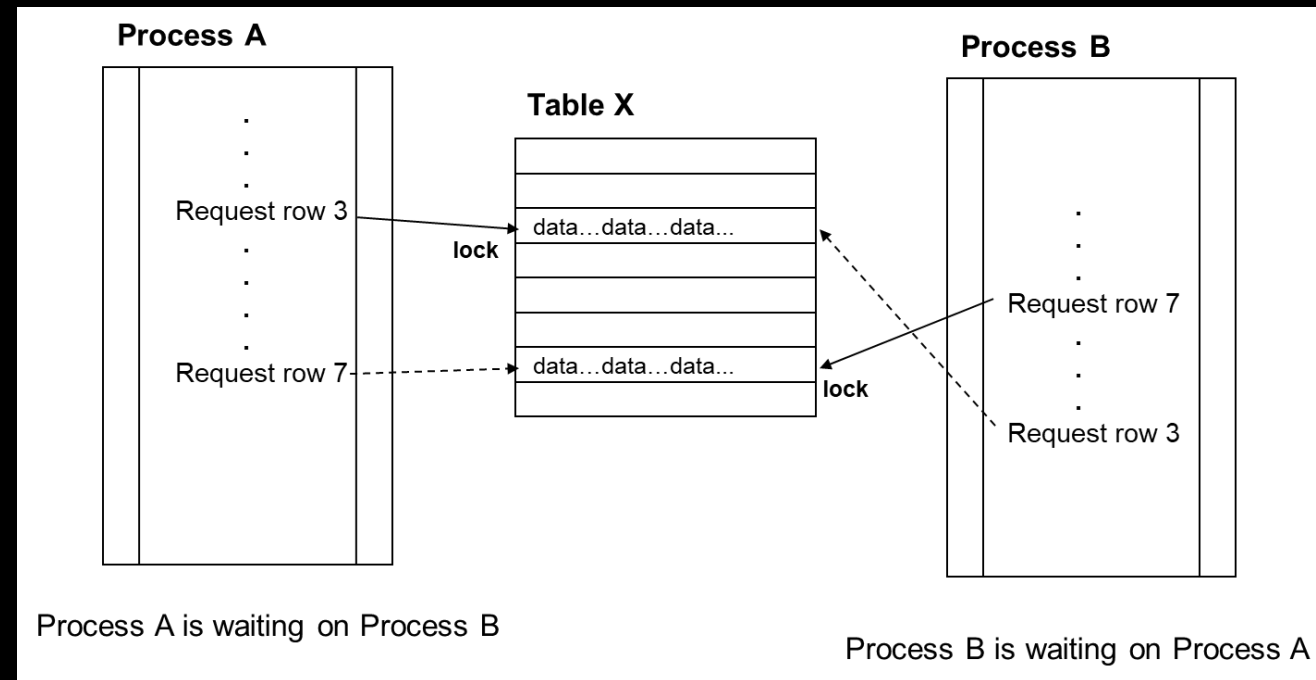 Process A
Process B
Table X
.
.
.
Request row 3
.
.
.
.
Request row 7
lock
data...data...data...
data...data...data...
lock
.
.
.
Request row 7
.
.
.
Request row 3
Process A is waiting on Process B
Process B is waiting on Process A